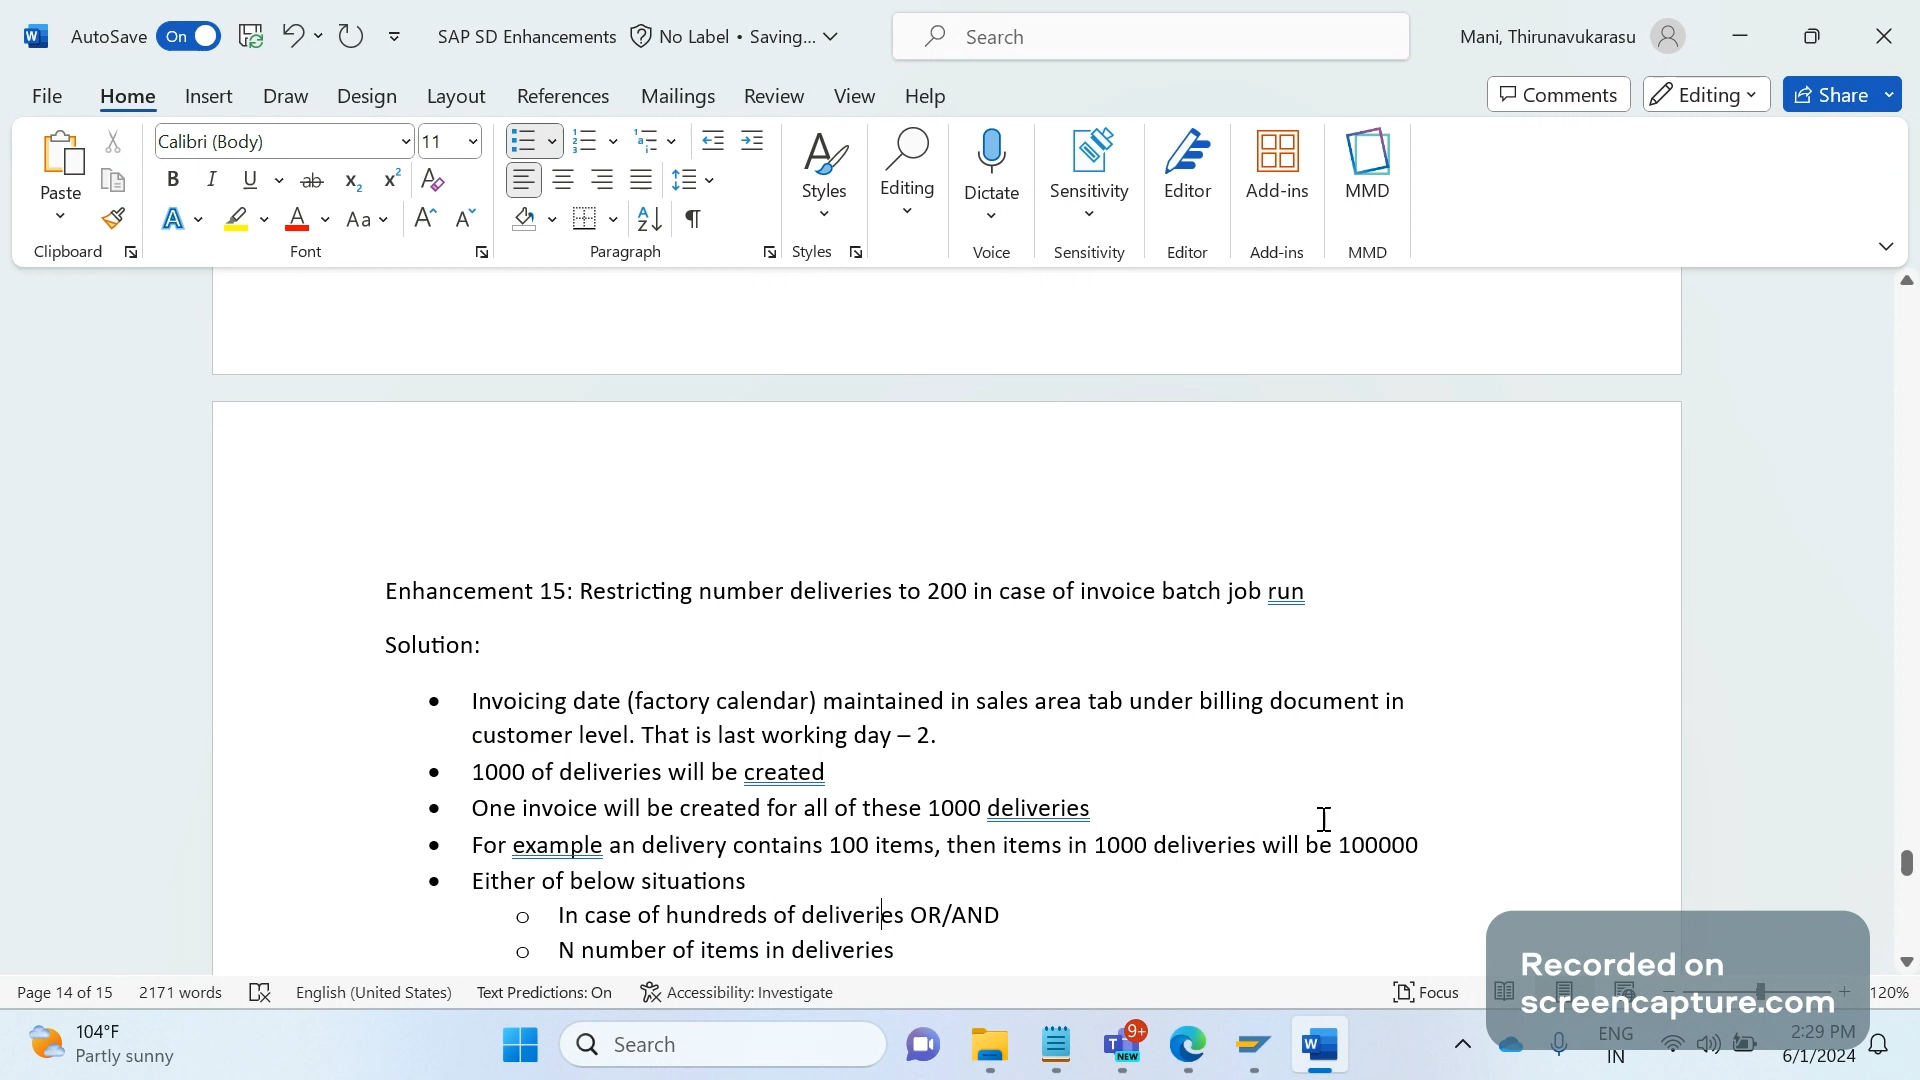 AutoSave On SAP SD Enhancements No Label • Saving... Search Mani, Thirunavukarasu
File Home Insert Draw Design Layout References Mailings Review View Help Comments Editing Share
Calibri (Body) 11
Paste Styles Editing Dictate Sensitivity Editor Add-ins MMD
Clipboard Font Paragraph Styles Voice Sensitivity Editor Add-ins MMD
Enhancement 15: Restricting number deliveries to 200 in case of invoice batch job run
Solution:
• Invoicing date (factory calendar) maintained in sales area tab under billing document in
customer level. That is last working day – 2.
• 1000 of deliveries will be created
• One invoice will be created for all of these 1000 deliveries
• For example an delivery contains 100 items, then items in 1000 deliveries will be 100000
• Either of below situations
o In case of hundreds of deliveries OR/AND
o N number of items in deliveries
Recorded on
screencapture.com
Page 14 of 15 2171 words English (United States) Text Predictions: On Accessibility: Investigate Focus 120%
104°F
Partly sunny
Search
9+
NEW
ENG
IN
2:29 PM
6/1/2024